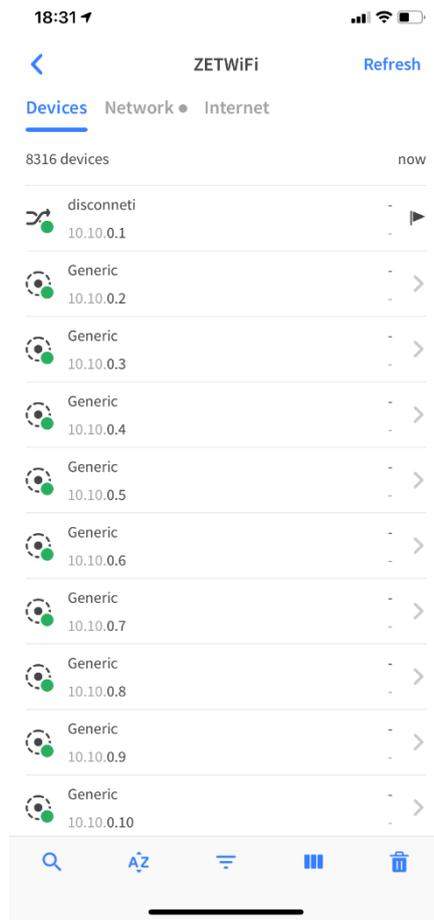 18:31
ZETWiFi
Refresh
Devices Network Internet
8316 devices now
disconneti -
10.10.0.1 -
Generic -
10.10.0.2 -
Generic -
10.10.0.3 -
Generic -
10.10.0.4 -
Generic -
10.10.0.5 -
Generic -
10.10.0.6 -
Generic -
10.10.0.7 -
Generic -
10.10.0.8 -
Generic -
10.10.0.9 -
Generic -
10.10.0.10 -
AZ